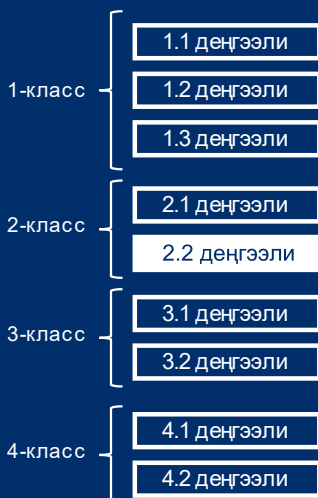 1-класс
1.1 деңгээли
1.2 деңгээли
1.3 деңгээли
2-класс
2.1 деңгээли
2.2 деңгээли
3-класс
3.1 деңгээли
3.2 деңгээли
4-класс
4.1 деңгээли
4.2 деңгээли